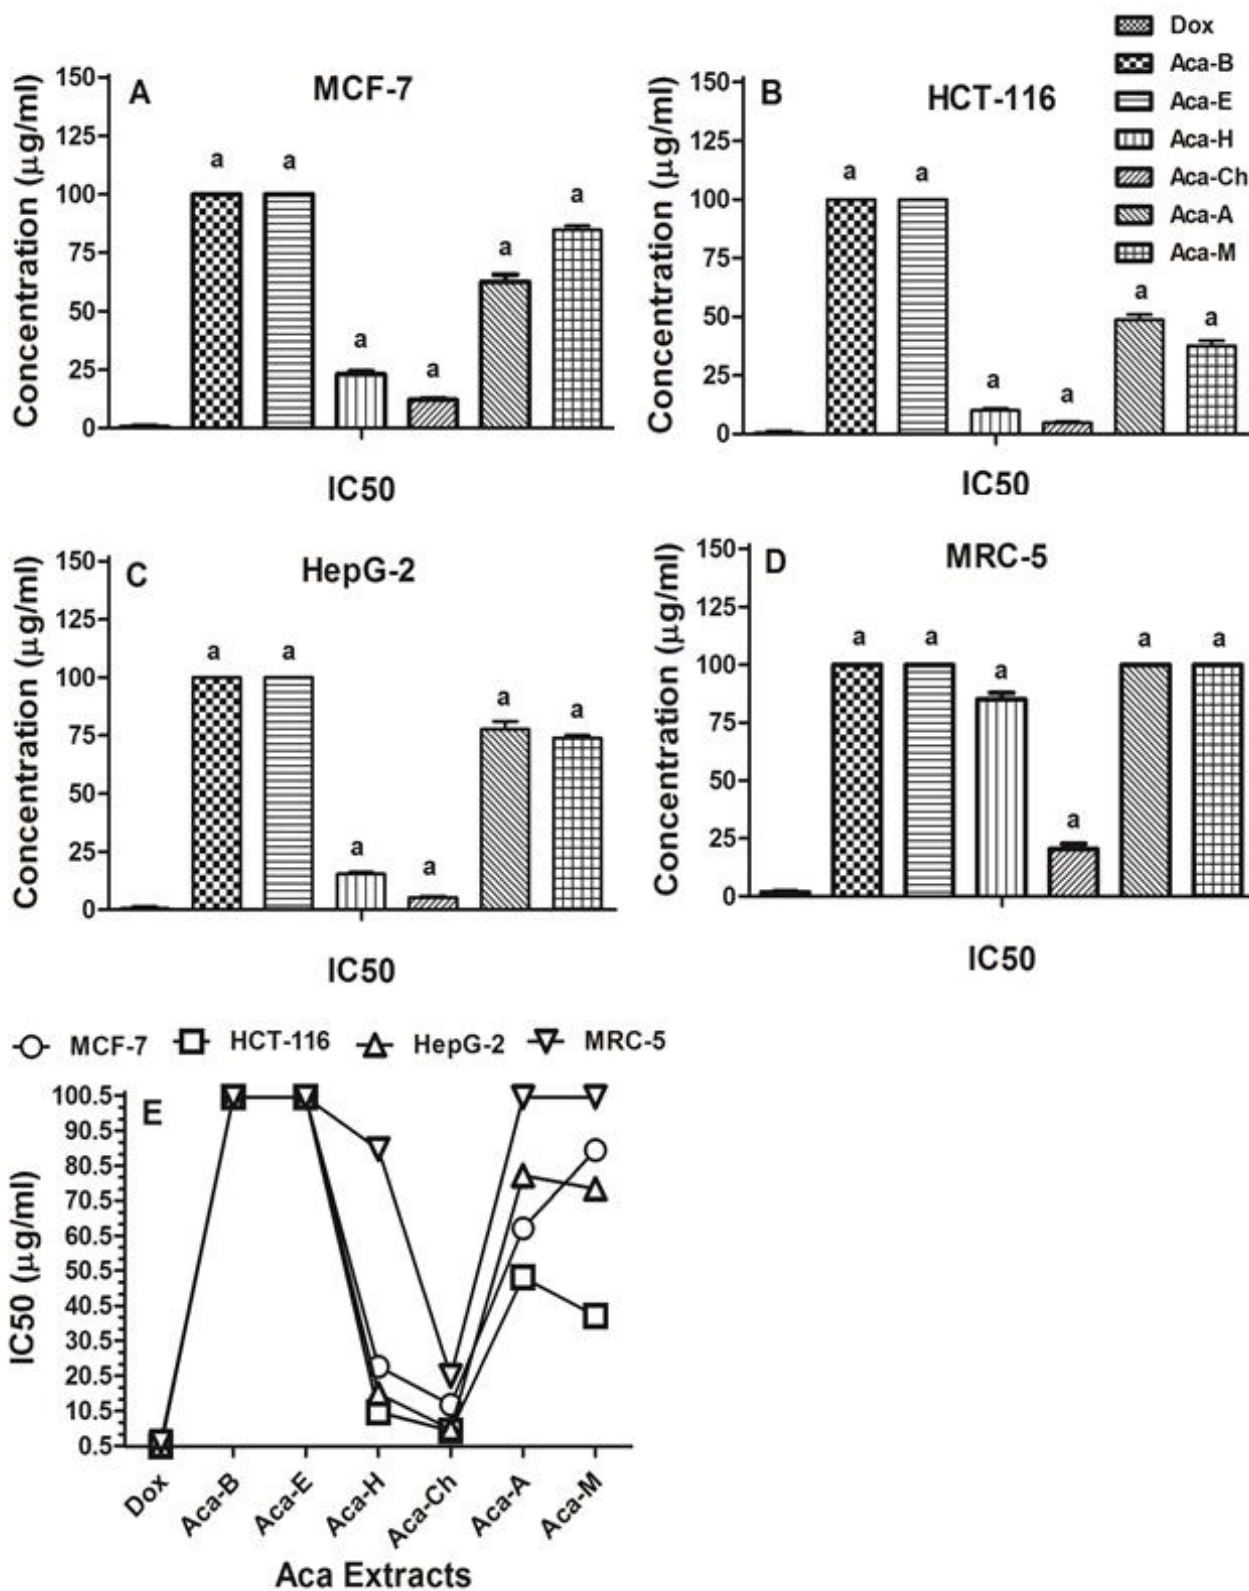 Dox
Aca-B
Aca-E
Aca-H
Aca-Ch
Aca-A
Aca-M
A
MCF-7
Concentration (μg/ml)
150
125
100
75
50
25
0
a
a
a
a
a
a
IC50
B
HCT-116
Concentration (μg/ml)
150
125
100
75
50
25
0
a
a
a
a
a
a
IC50
C
HepG-2
Concentration (μg/ml)
150
125
100
75
50
25
0
a
a
a
a
a
a
IC50
D
MRC-5
Concentration (μg/ml)
150
125
100
75
50
25
0
a
a
a
a
a
a
IC50
MCF-7 HCT-116 HepG-2 MRC-5
E
IC50 (μg/ml)
100.5
90.5
80.5
70.5
60.5
50.5
40.5
30.5
20.5
10.5
0.5
Dox
Aca-B
Aca-E
Aca-H
Aca-Ch
Aca-A
Aca-M
Aca Extracts